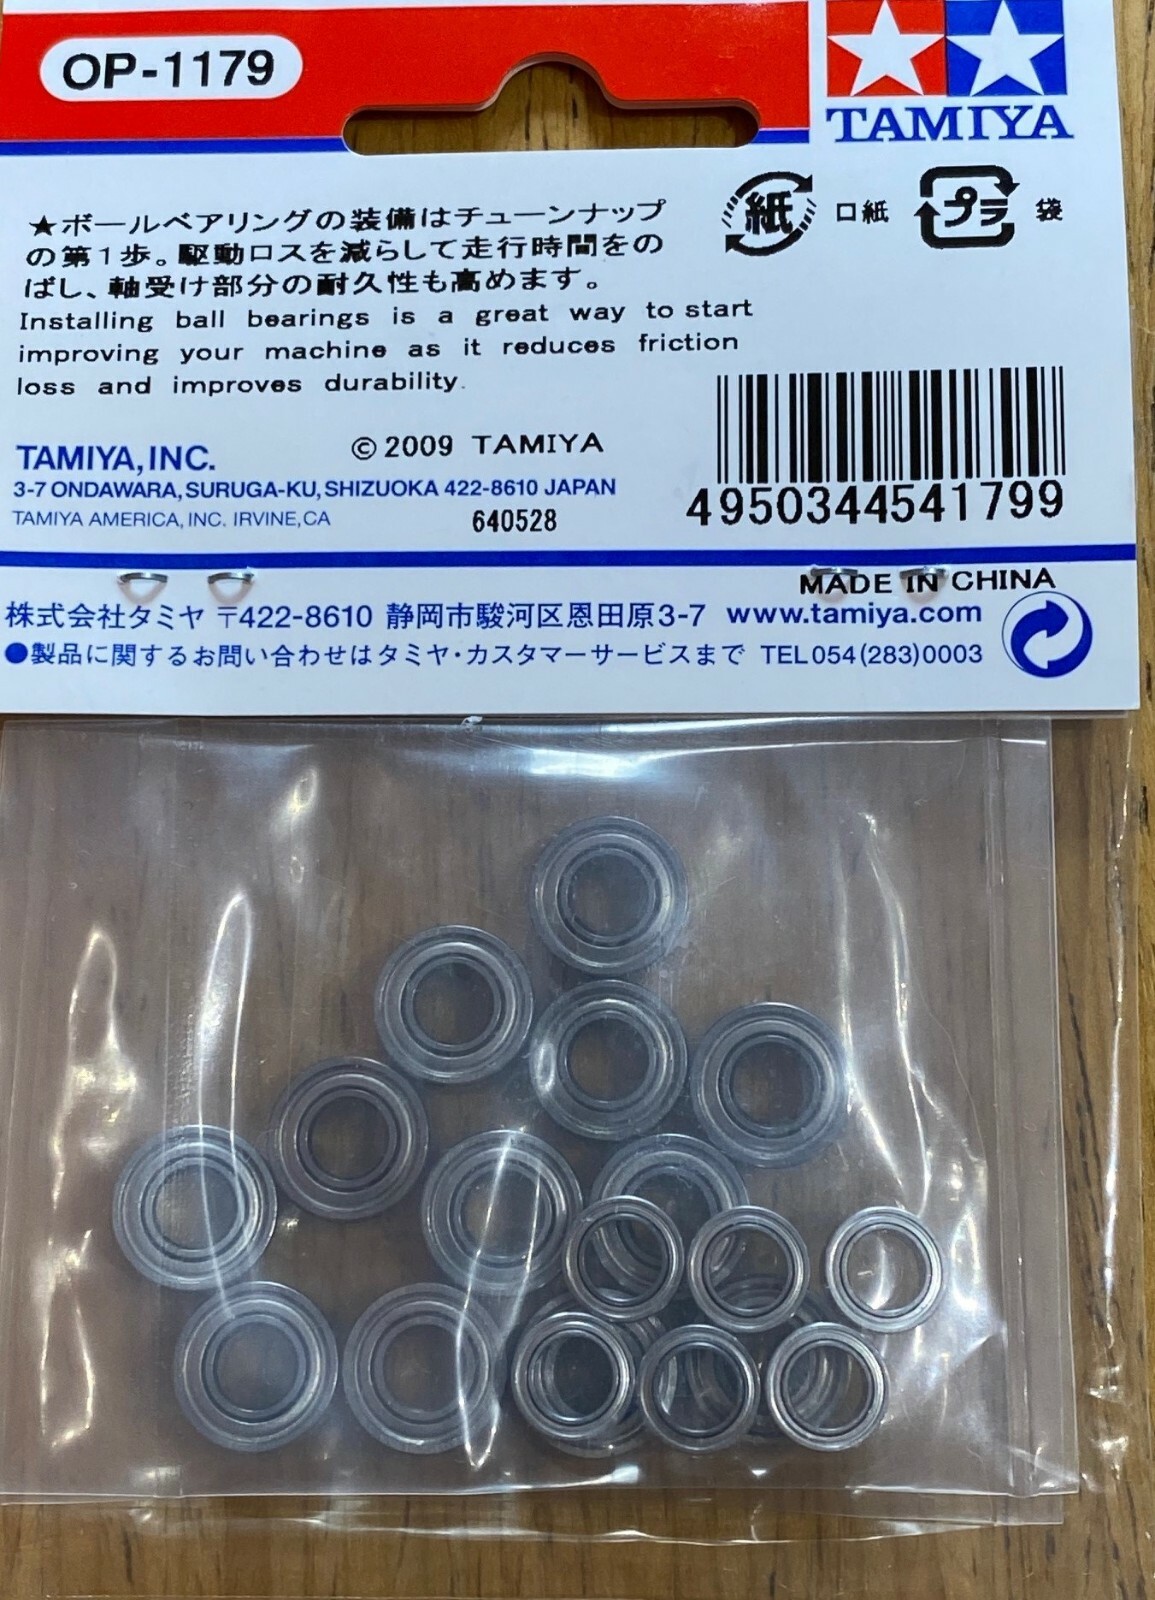 OP-1179
TAMIYA
★ボールベアリングの装備はチューンナップ
の第1歩。駆動ロスを減らして走行時間をの
ばし、軸受け部分の耐久性も高めます。
紙 口紙 プラ 袋
Installing ball bearings is a great way to start
improving your machine as it reduces friction
loss and improves durability.
TAMIYA, INC. © 2009 TAMIYA
3-7 ONDAWARA, SURUGA-KU, SHIZUOKA 422-8610 JAPAN
TAMIYA AMERICA, INC. IRVINE, CA 640528
4950344541799
MADE IN CHINA
株式会社タミヤ 〒422-8610 静岡市駿河区恩田原3-7 www.tamiya.com
●製品に関するお問い合わせはタミヤ・カスタマーサービスまで TEL 054(283)0003